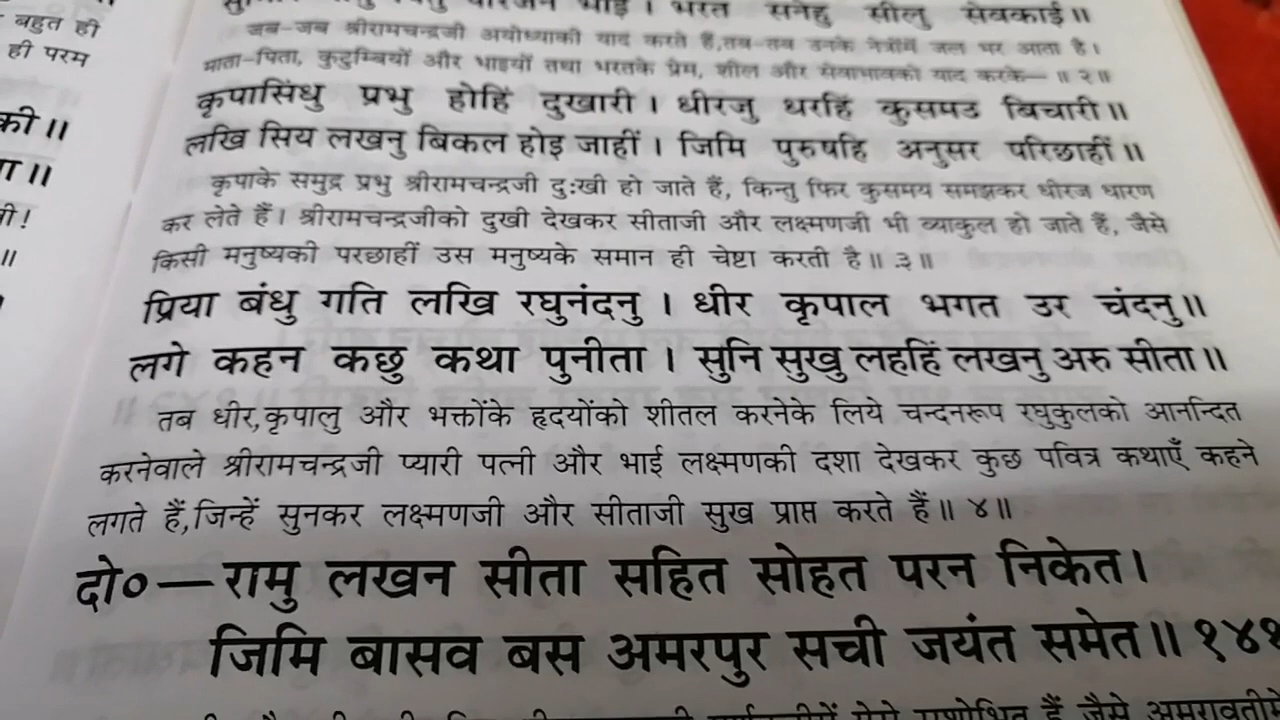 बहुत ही
ही परम
की॥
॥
॥
भरत सनेहु सीलु सेवकाई॥
जब-जब श्रीरामचन्द्रजी अयोध्याकी याद करते हैं,तब-तब उनके नेत्रोंमें जल भर आता है।
माता-पिता, कुटुम्बियों और भाइयों तथा भरतके प्रेम, शील और सेवाभावको याद करके—॥ २॥
कृपासिंधु प्रभु होहिं दुखारी। धीरजु धरहिं कुसमउ बिचारी॥
लखि सिय लखनु बिकल होइ जाहीं। जिमि पुरुषहि अनुसर परिछाहीं॥
कृपाके समुद्र प्रभु श्रीरामचन्द्रजी दुःखी हो जाते हैं, किन्तु फिर कुसमय समझकर धीरज धारण
कर लेते हैं। श्रीरामचन्द्रजीको दुखी देखकर सीताजी और लक्ष्मणजी भी व्याकुल हो जाते हैं, जैसे
किसी मनुष्यकी परछाहीं उस मनुष्यके समान ही चेष्टा करती है॥ ३॥
प्रिया बंधु गति लखि रघुनंदनु। धीर कृपाल भगत उर चंदनु॥
लगे कहन कछु कथा पुनीता। सुनि सुखु लहहिं लखनु अरु सीता॥
तब धीर,कृपालु और भक्तोंके हृदयोंको शीतल करनेके लिये चन्दनरूप रघुकुलको आनन्दित
करनेवाले श्रीरामचन्द्रजी प्यारी पत्नी और भाई लक्ष्मणकी दशा देखकर कुछ पवित्र कथाएँ कहने
लगते हैं,जिन्हें सुनकर लक्ष्मणजी और सीताजी सुख प्राप्त करते हैं॥ ४॥
दो०—रामु लखन सीता सहित सोहत परन निकेत।
जिमि बासव बस अमरपुर सची जयंत समेत॥ १४१
सुशोभित हैं, जैसे